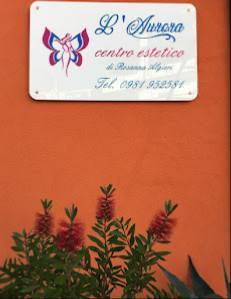 L'Aurora
centro estetico
di Rosanna Algieri
Tel. 0981 952581